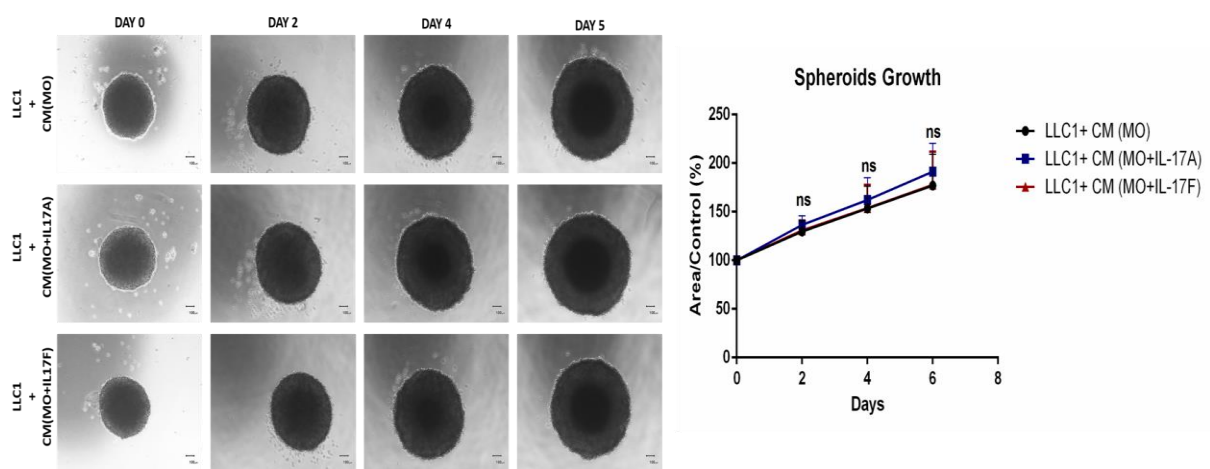 DAY 0
DAY 2
DAY 4
DAY 5
LLC1
+
CM(MO)
LLC1
+
CM(MO+IL17A)
LLC1
+
CM(MO+IL17F)
Spheroids Growth
Area/Control (%)
250
200
150
100
50
0
0
2
4
6
8
Days
ns
ns
ns
LLC1+ CM (MO)
LLC1+ CM (MO+IL-17A)
LLC1+ CM (MO+IL-17F)